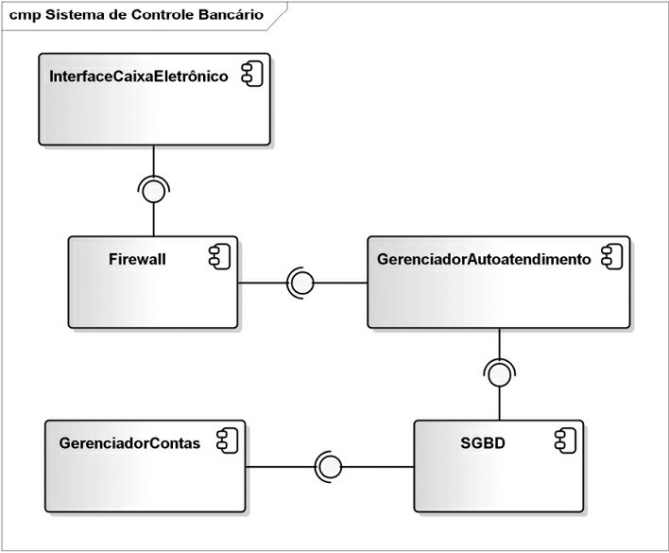 cmp Sistema de Controle Bancário
InterfaceCaixaEletrônico
Firewall
GerenciadorAutoatendimento
GerenciadorContas
SGBD